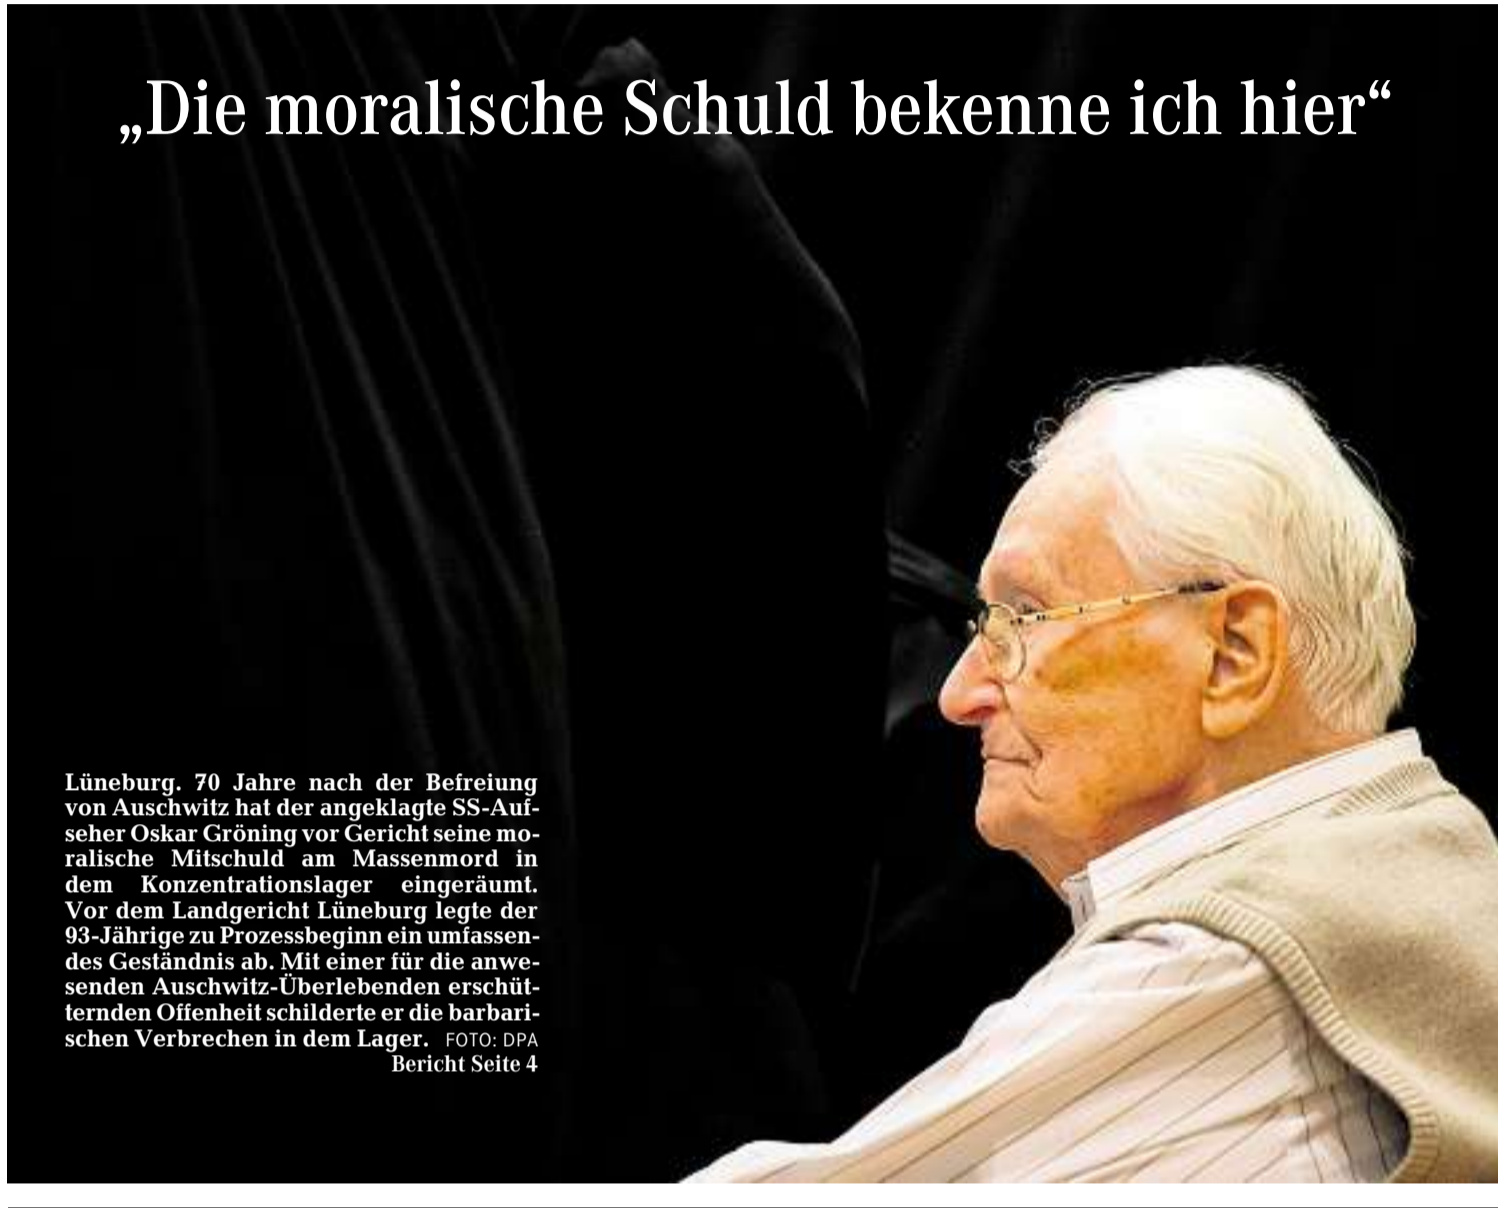 „Die moralische Schuld bekenne ich hier“
Lüneburg. 70 Jahre nach der Befreiung
von Auschwitz hat der angeklagte SS-Auf-
seher Oskar Gröning vor Gericht seine mo-
ralische Mitschuld am Massenmord in
dem Konzentrationslager eingeräumt.
Vor dem Landgericht Lüneburg legte der
93-Jährige zu Prozessbeginn ein umfassen-
des Geständnis ab. Mit einer für die anwe-
senden Auschwitz-Überlebenden erschüt-
ternden Offenheit schilderte er die barbari-
schen Verbrechen in dem Lager. FOTO: DPA
Bericht Seite 4